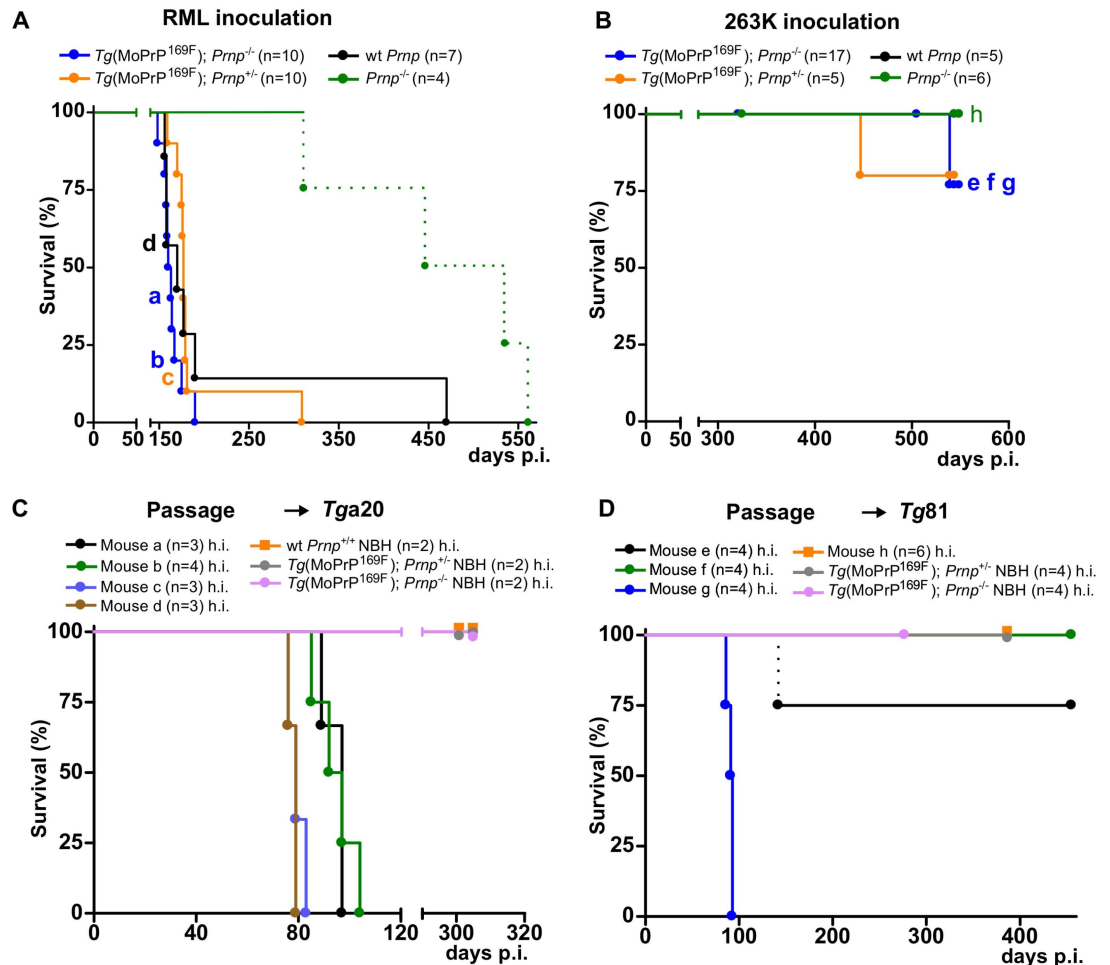 A
RML inoculation
Tg(MoPrP169F); Prnp-/- (n=10)
wt Prnp (n=7)
Tg(MoPrP169F); Prnp+/- (n=10)
Prnp-/- (n=4)
Survival (%)
100
75
50
25
0
d
a
b
c
0 50 150 250 350 450 550
days p.i.
B
263K inoculation
Tg(MoPrP169F); Prnp-/- (n=17)
wt Prnp (n=5)
Tg(MoPrP169F); Prnp+/- (n=5)
Prnp-/- (n=6)
Survival (%)
100
75
50
25
0
h
e f g
0 50 300 400 500 600
days p.i.
C
Passage → Tga20
Mouse a (n=3) h.i.
Mouse b (n=4) h.i.
Mouse c (n=3) h.i.
Mouse d (n=3) h.i.
wt Prnp+/+ NBH (n=2) h.i.
Tg(MoPrP169F); Prnp+/- NBH (n=2) h.i.
Tg(MoPrP169F); Prnp-/- NBH (n=2) h.i.
Survival (%)
100
75
50
25
0
0 40 80 120 300 320
days p.i.
D
Passage → Tg81
Mouse e (n=4) h.i.
Mouse f (n=4) h.i.
Mouse g (n=4) h.i.
Mouse h (n=6) h.i.
Tg(MoPrP169F); Prnp+/- NBH (n=4) h.i.
Tg(MoPrP169F); Prnp-/- NBH (n=4) h.i.
Survival (%)
100
75
50
25
0
0 100 200 300 400
days p.i.